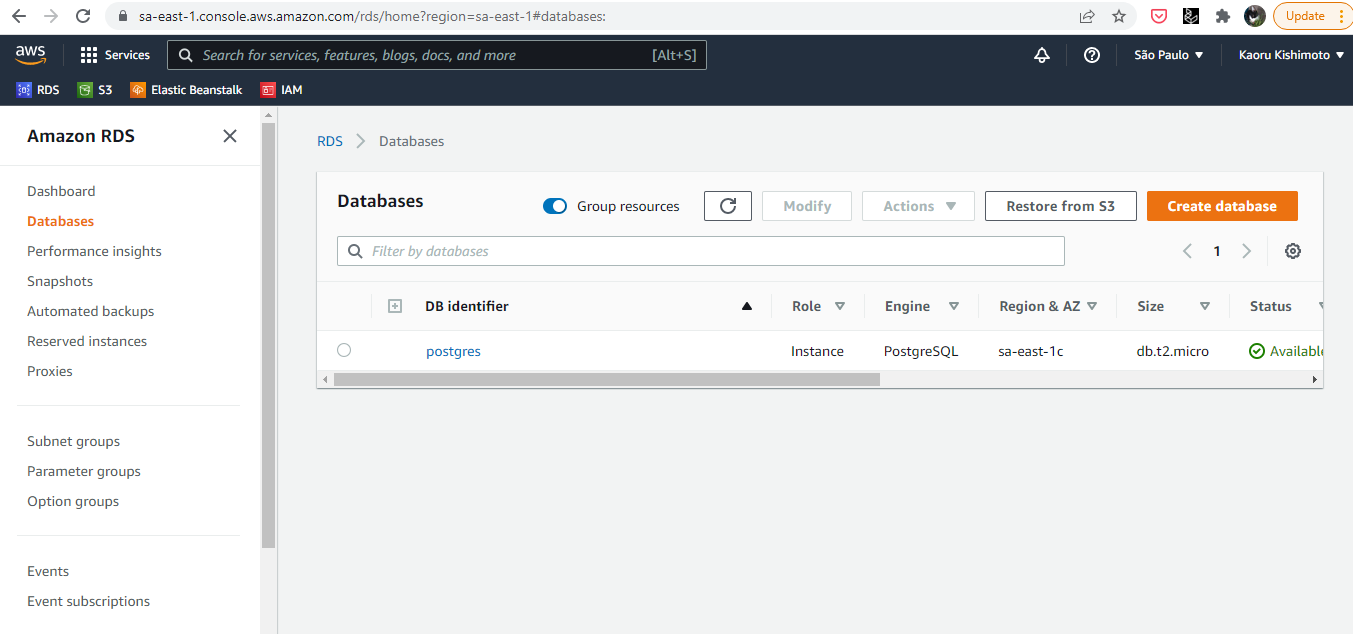 sa-east-1.console.aws.amazon.com/rds/home?region=sa-east-1#databases:
Update
aws
Services
Search for services, features, blogs, docs, and more
[Alt+S]
São Paulo
Kaoru Kishimoto
RDS
S3
Elastic Beanstalk
IAM
Amazon RDS
Dashboard
Databases
Performance insights
Snapshots
Automated backups
Reserved instances
Proxies
Subnet groups
Parameter groups
Option groups
Events
Event subscriptions
RDS
Databases
Databases
Group resources
Modify
Actions
Restore from S3
Create database
Filter by databases
1
DB identifier
Role
Engine
Region & AZ
Size
Status
postgres
Instance
PostgreSQL
sa-east-1c
db.t2.micro
Available